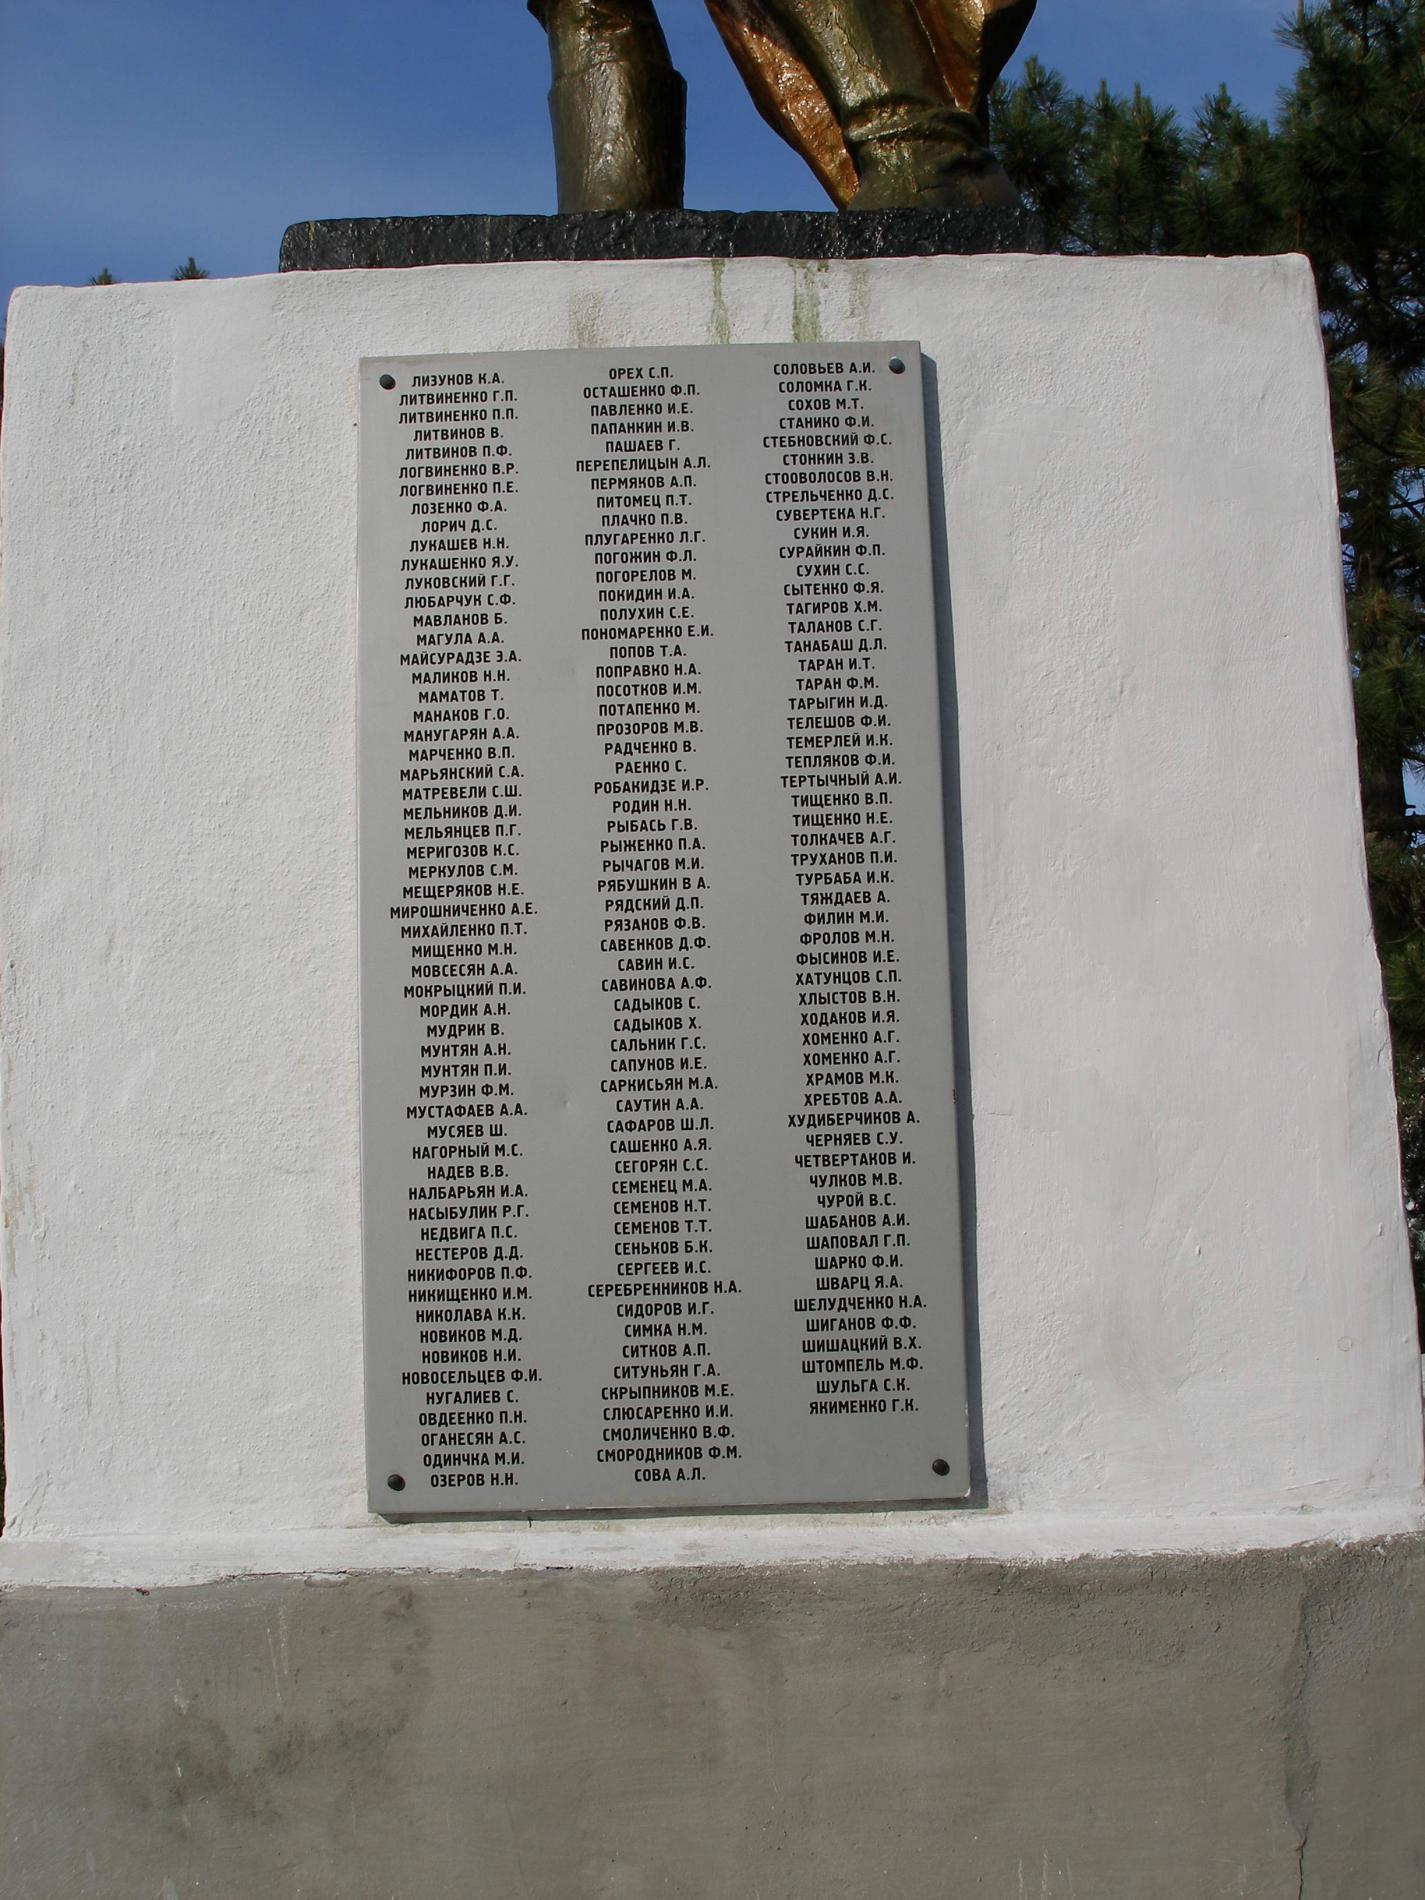 ЛИЗУНОВ К.А.
ЛИТВИНЕНКО Г.П.
ЛИТВИНЕНКО П.П.
ЛИТВИНОВ В.
ЛИТВИНОВ П.Ф.
ЛОГВИНЕНКО В.Р.
ЛОГВИНЕНКО П.Е.
ЛОЗЕНКО Ф.А.
ЛОРИЧ Д.С.
ЛУКАШЕВ Н.Н.
ЛУКАШЕНКО Я.У.
ЛУКОВСКИЙ Г.Г.
ЛЮБАРЧУК С.Ф.
МАВЛАНОВ Б.
МАГУЛА А.А.
МАЙСУРАДЗЕ Э.А.
МАЛИКОВ Н.Н.
МАМАТОВ Т.
МАНАКОВ Г.О.
МАНУГАРЯН А.А.
МАРЧЕНКО В.П.
МАРЬЯНСКИЙ С.А.
МАТРЕВЕЛИ С.Ш.
МЕЛЬНИКОВ Д.И.
МЕЛЬЯНЦЕВ П.Г.
МЕРИГОЗОВ К.С.
МЕРКУЛОВ С.М.
МЕЩЕРЯКОВ Н.Е.
МИРОШНИЧЕНКО А.Е.
МИХАЙЛЕНКО П.Т.
МИЩЕНКО М.Н.
МОВСЕСЯН А.А.
МОКРЫЦКИЙ П.И.
МОРДИК А.Н.
МУДРИК В.
МУНТЯН А.Н.
МУНТЯН П.И.
МУРЗИН Ф.М.
МУСТАФАЕВ А.А.
МУСЯЕВ Ш.
НАГОРНЫЙ М.С.
НАДЕВ В.В.
НАЛБАРЬЯН И.А.
НАСЫБУЛИК Р.Г.
НЕДВИГА П.С.
НЕСТЕРОВ Д.Д.
НИКИФОРОВ П.Ф.
НИКИЩЕНКО И.М.
НИКОЛАВА К.К.
НОВИКОВ М.Д.
НОВИКОВ Н.И.
НОВОСЕЛЬЦЕВ Ф.И.
НУГАЛИЕВ С.
ОВДЕЕНКО П.Н.
ОГАНЕСЯН А.С.
ОДИНЧКА М.И.
ОЗЕРОВ Н.Н.
ОРЕХ С.П.
ОСТАШЕНКО Ф.П.
ПАВЛЕНКО И.Е.
ПАПАНКИН И.В.
ПАШАЕВ Г.
ПЕРЕПЕЛИЦЫН А.Л.
ПЕРМЯКОВ А.П.
ПИТОМЕЦ П.Т.
ПЛАЧКО П.В.
ПЛУГАРЕНКО Л.Г.
ПОГОЖИН Ф.Л.
ПОГОРЕЛОВ М.
ПОКИДИН И.А.
ПОЛУХИН С.Е.
ПОНОМАРЕНКО Е.И.
ПОПОВ Т.А.
ПОПРАВКО Н.А.
ПОСОТКОВ И.М.
ПОТАПЕНКО М.
ПРОЗОРОВ М.В.
РАДЧЕНКО В.
РАЕНКО С.
РОБАКИДЗЕ И.Р.
РОДИН Н.Н.
РЫБАСЬ Г.В.
РЫЖЕНКО П.А.
РЫЧАГОВ М.И.
РЯБУШКИН В А.
РЯДСКИЙ Д.П.
РЯЗАНОВ Ф.В.
САВЕНКОВ Д.Ф.
САВИН И.С.
САВИНОВА А.Ф.
САДЫКОВ С.
САДЫКОВ Х.
САЛЬНИК Г.С.
САПУНОВ И.Е.
САРКИСЬЯН М.А.
САУТИН А.А.
САФАРОВ Ш.Л.
САШЕНКО А.Я.
СЕГОРЯН С.С.
СЕМЕНЕЦ М.А.
СЕМЕНОВ Н.Т.
СЕМЕНОВ Т.Т.
СЕНЬКОВ Б.К.
СЕРГЕЕВ И.С.
СЕРЕБРЕННИКОВ Н.А.
СИДОРОВ И.Г.
СИМКА Н.М.
СИТКОВ А.П.
СИТУНЬЯН Г.А.
СКРЫПНИКОВ М.Е.
СЛЮСАРЕНКО И.И.
СМОЛИЧЕНКО В.Ф.
СМОРОДНИКОВ Ф.М.
СОВА А.Л.
СОЛОВЬЕВ А.И.
СОЛОМКА Г.К.
СОХОВ М.Т.
СТАНИКО Ф.И.
СТЕБНОВСКИЙ Ф.С.
СТОНКИН З.В.
СТООВОЛОСОВ В.Н.
СТРЕЛЬЧЕНКО Д.С.
СУВЕРТЕКА Н.Г.
СУКИН И.Я.
СУРАЙКИН Ф.П.
СУХИН С.С.
СЫТЕНКО Ф.Я.
ТАГИРОВ Х.М.
ТАЛАНОВ С.Г.
ТАНАБАШ Д.Л.
ТАРАН И.Т.
ТАРАН Ф.М.
ТАРЫГИН И.Д.
ТЕЛЕШОВ Ф.И.
ТЕМЕРЛЕЙ И.К.
ТЕПЛЯКОВ Ф.И.
ТЕРТЫЧНЫЙ А.И.
ТИЩЕНКО В.П.
ТИЩЕНКО Н.Е.
ТОЛКАЧЕВ А.Г.
ТРУХАНОВ П.И.
ТУРБАБА И.К.
ТЯЖДАЕВ А.
ФИЛИН М.И.
ФРОЛОВ М.Н.
ФЫСИНОВ И.Е.
ХАТУНЦОВ С.П.
ХЛЫСТОВ В.Н.
ХОДАКОВ И.Я.
ХОМЕНКО А.Г.
ХОМЕНКО А.Г.
ХРАМОВ М.К.
ХРЕБТОВ А.А.
ХУДИБЕРЧИКОВ А.
ЧЕРНЯЕВ С.У.
ЧЕТВЕРТАКОВ И.
ЧУЛКОВ М.В.
ЧУРОЙ В.С.
ШАБАНОВ А.И.
ШАПОВАЛ Г.П.
ШАРКО Ф.И.
ШВАРЦ Я.А.
ШЕЛУДЧЕНКО Н.А.
ШИГАНОВ Ф.Ф.
ШИШАЦКИЙ В.Х.
ШТОМПЕЛЬ М.Ф.
ШУЛЬГА С.К.
ЯКИМЕНКО Г.К.